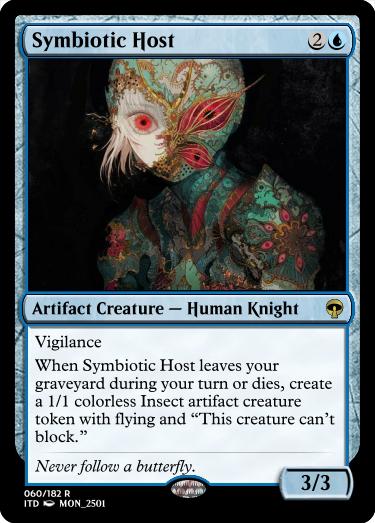 Symbiotic Host 2
Artifact Creature — Human Knight
Vigilance
When Symbiotic Host leaves your
graveyard during your turn or dies, create
a 1/1 colorless Insect artifact creature
token with flying and “This creature can’t
block.”
Never follow a butterfly.
3/3
060/182 R
ITD MON_2501